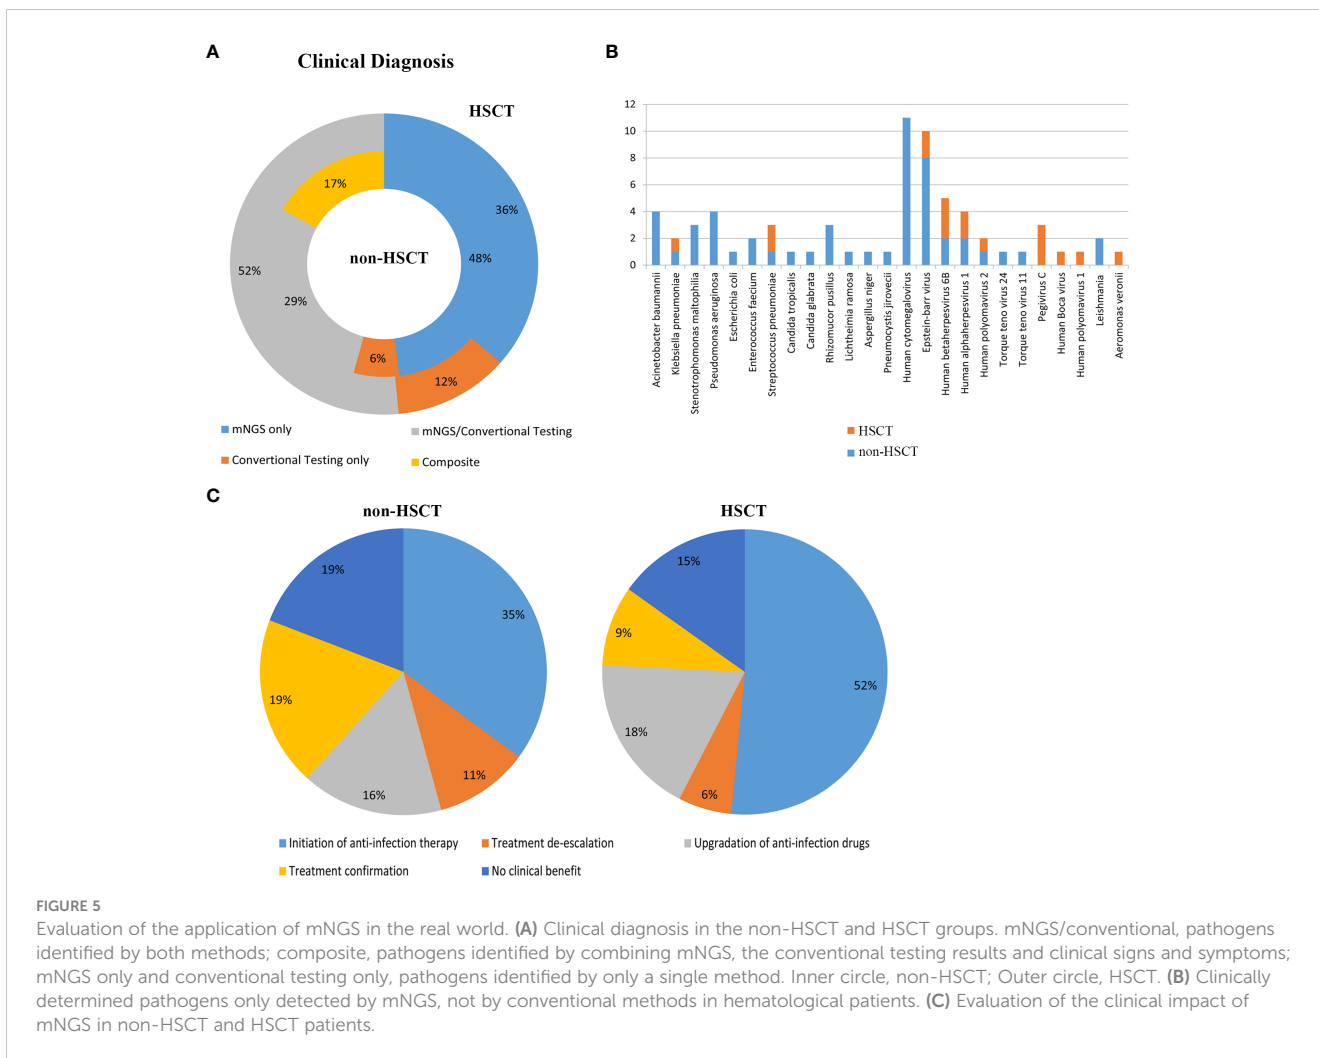 A
Clinical Diagnosis
HSCT
17%
36%
non-HSCT
48%
52%
29%
6%
12%
mNGS only
mNGS/Convertional Testing
Convertional Testing only
Composite
B
12
10
8
6
4
2
0
Acinetobacter baumannii
Klebsiella pneumoniae
Stenotrophomonas maltophilia
Pseudomonas aeruginosa
Escherichia coli
Enterococcus faecium
Streptococcus pneumoniae
Candida tropicalis
Candida glabrata
Rhizomucor pusillus
Lichtheimia ramosa
Aspergillus niger
Pneumocystis jirovecii
Human cytomegalovirus
Epstein-barr virus
Human betaherpesvirus 6B
Human alphaherpesvirus 1
Human polyomavirus 2
Torque teno virus 24
Torque teno virus 11
Pegivirus C
Human Boca virus
Human polyomavirus 1
Leishmania
Aeromonas veronii
HSCT
non-HSCT
C
non-HSCT
19%
35%
19%
11%
16%
HSCT
15%
9%
52%
18%
6%
Initiation of anti-infection therapy
Treatment de-escalation
Upgradation of anti-infection drugs
Treatment confirmation
No clinical benefit
FIGURE 5
Evaluation of the application of mNGS in the real world. (A) Clinical diagnosis in the non-HSCT and HSCT groups. mNGS/conventional, pathogens
identified by both methods; composite, pathogens identified by combining mNGS, the conventional testing results and clinical signs and symptoms;
mNGS only and conventional testing only, pathogens identified by only a single method. Inner circle, non-HSCT; Outer circle, HSCT. (B) Clinically
determined pathogens only detected by mNGS, not by conventional methods in hematological patients. (C) Evaluation of the clinical impact of
mNGS in non-HSCT and HSCT patients.